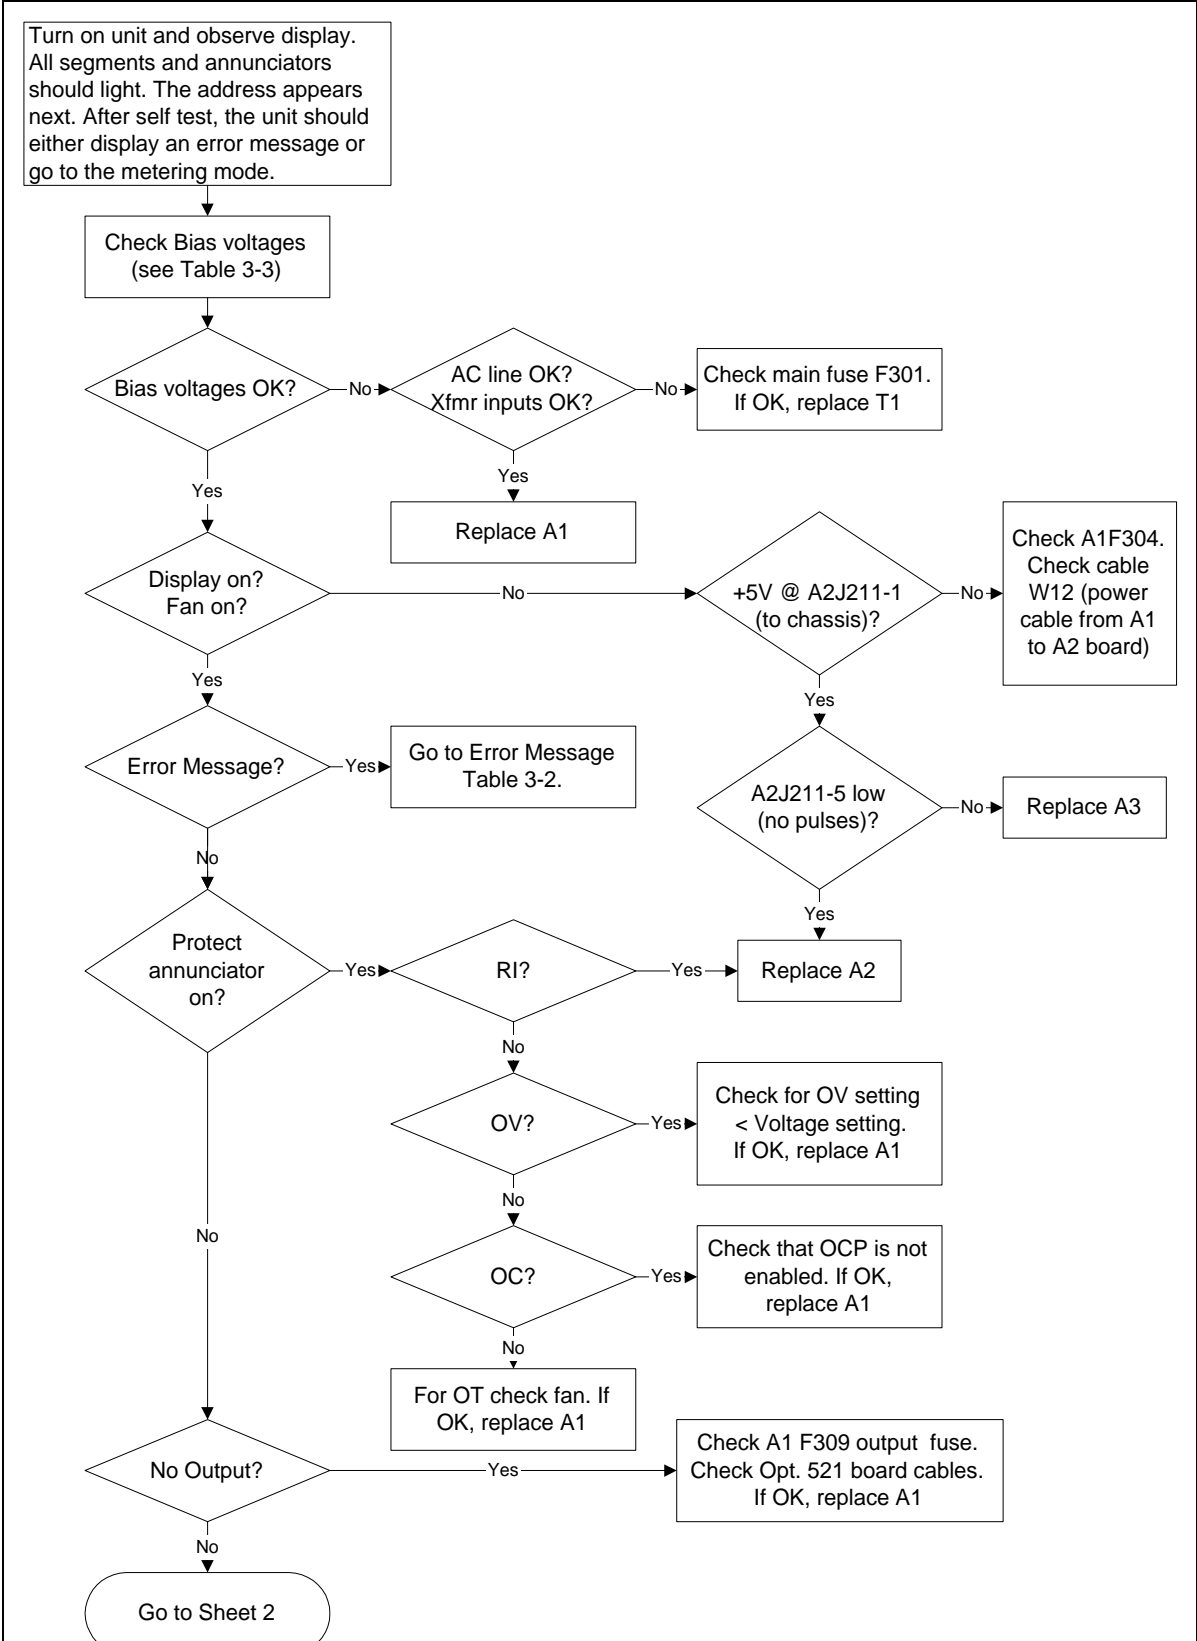 Turn on unit and observe display.
All segments and annunciators
should light. The address appears
next. After self test, the unit should
either display an error message or
go to the metering mode.
Check Bias voltages
(see Table 3-3)
Bias voltages OK?
No
AC line OK?
Xfmr inputs OK?
No
Check main fuse F301.
If OK, replace T1
Yes
Yes
Replace A1
Display on?
Fan on?
No
+5V @ A2J211-1
(to chassis)?
No
Check A1F304.
Check cable
W12 (power
cable from A1
to A2 board)
Yes
Yes
Error Message?
Yes
Go to Error Message
Table 3-2.
A2J211-5 low
(no pulses)?
No
Replace A3
No
Yes
Protect
annunciator
on?
Yes
RI?
Yes
Replace A2
No
OV?
Yes
Check for OV setting
< Voltage setting.
If OK, replace A1
No
No
OC?
Yes
Check that OCP is not
enabled. If OK,
replace A1
No
For OT check fan. If
OK, replace A1
No Output?
Yes
Check A1 F309 output fuse.
Check Opt. 521 board cables.
If OK, replace A1
No
Go to Sheet 2